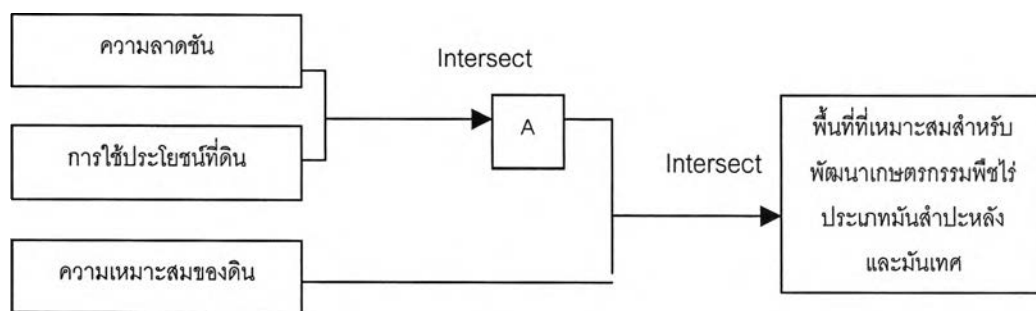 ความลาดชัน
Intersect
A
การใช้ประโยชน์ที่ดิน
Intersect
พื้นที่ที่เหมาะสมสำหรับ
พัฒนาเกษตรกรรมพืชไร่
ประเภทมันสำปะหลัง
และมันเทศ
ความเหมาะสมของดิน